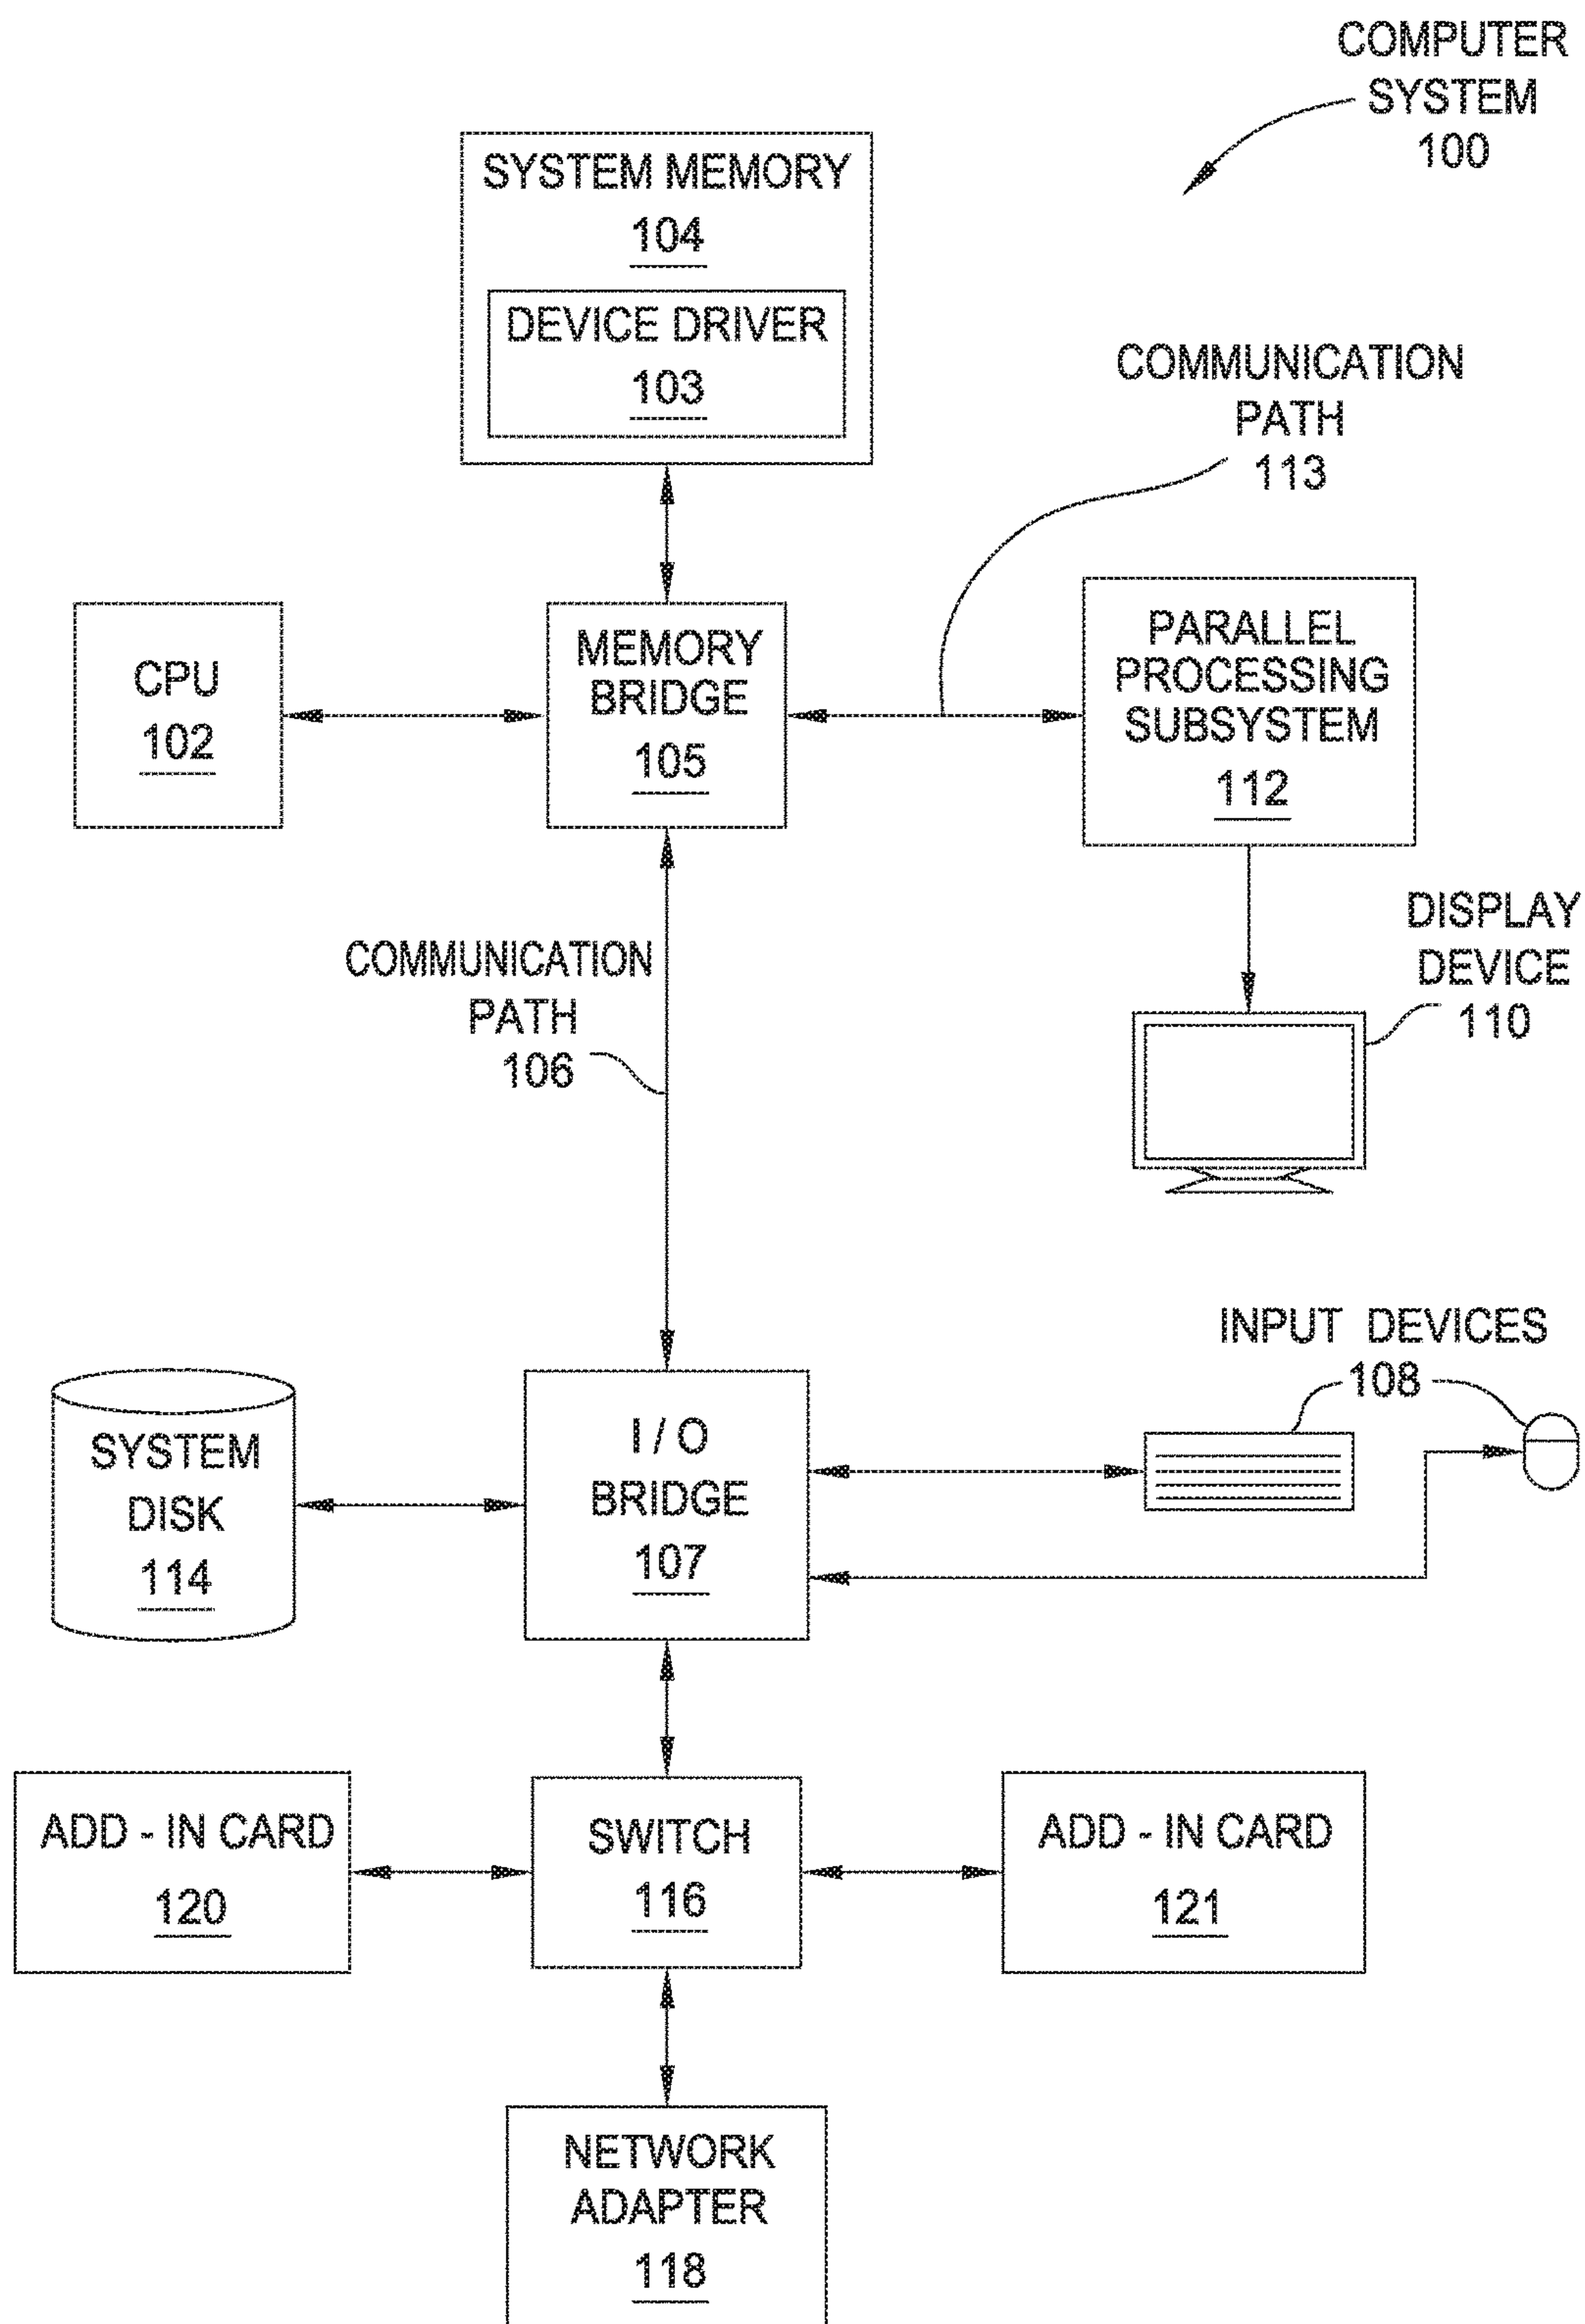 COMPUTER
SYSTEM
100
SYSTEM MEMORY
104
DEVICE DRIVER
103
COMMUNICATION
PATH
113
CPU
102
MEMORY
BRIDGE
105
PARALLEL
PROCESSING
SUBSYSTEM
112
COMMUNICATION
PATH
106
DISPLAY
DEVICE
110
INPUT DEVICES
108
SYSTEM
DISK
114
I / O
BRIDGE
107
ADD - IN CARD
120
SWITCH
116
ADD - IN CARD
121
NETWORK
ADAPTER
118